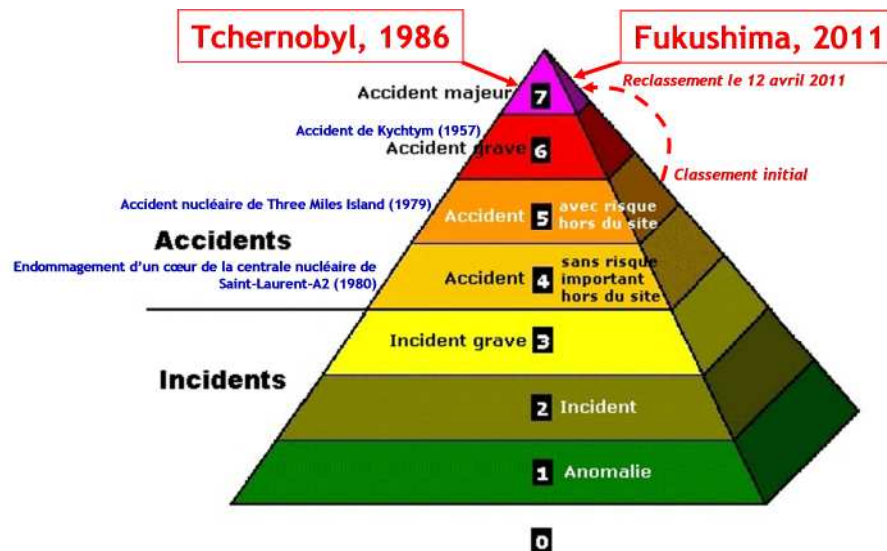 Tchernobyl, 1986
Fukushima, 2011
Reclassement le 12 avril 2011
Accident majeur 7
Accident de Kychtym (1957)
Accident grave 6
Classement initial
Accident nucléaire de Three Miles Island (1979)
Accident 5 avec risque
hors du site
Accidents
Endommagement d'un cœur de la centrale nucléaire de
Saint-Laurent-A2 (1980)
Accident 4 sans risque
important
hors du site
Incident grave 3
Incidents
2 Incident
1 Anomalie
0